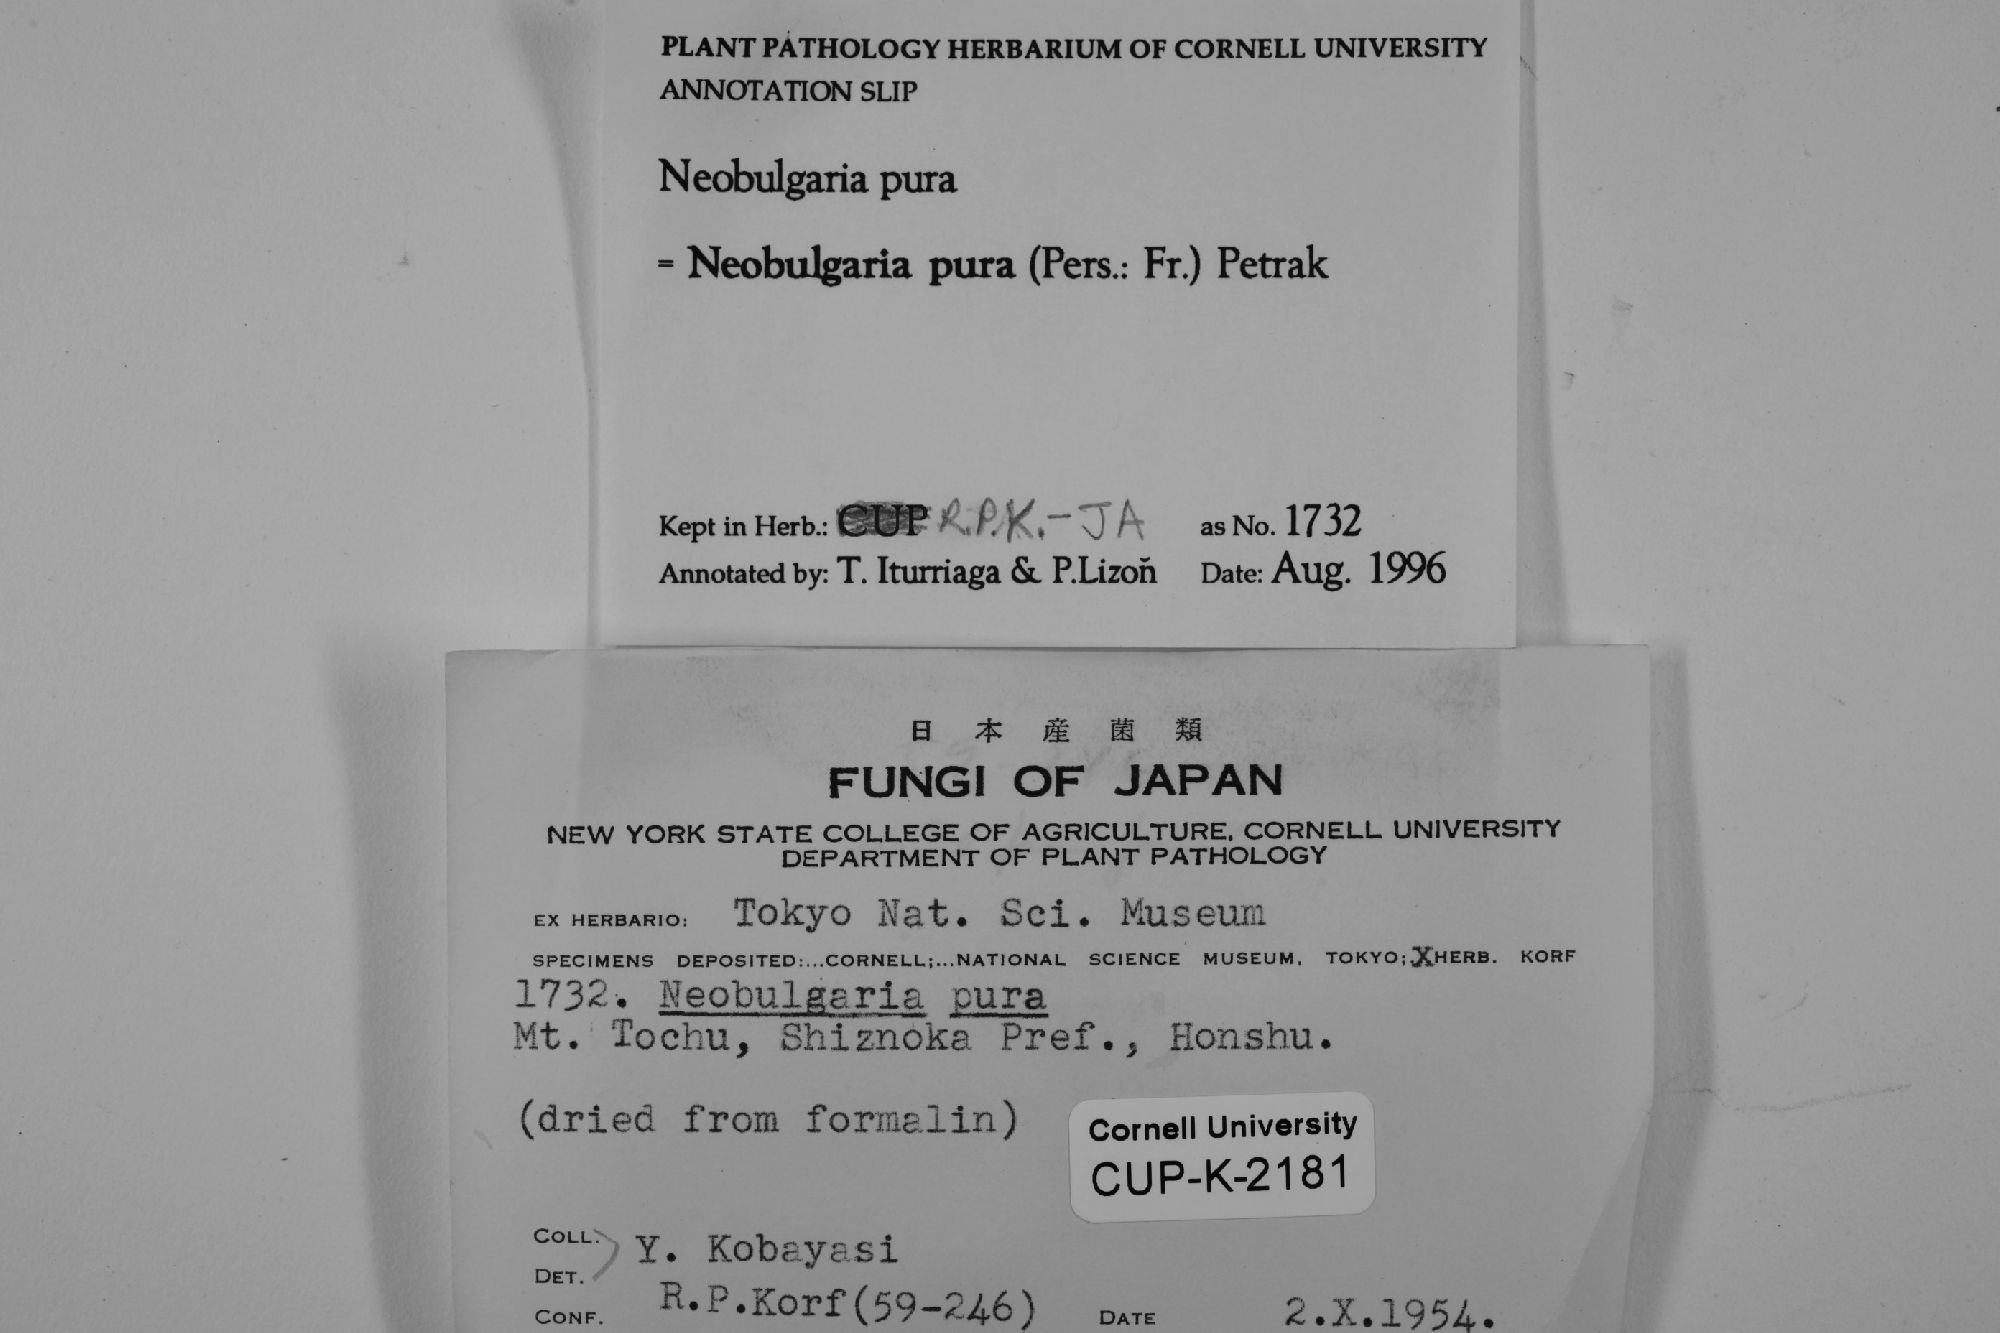 PLANT PATHOLOGY HERBARIUM OF CORNELL UNIVERSITY
ANNOTATION SLIP
Neobulgaria pura
= Neobulgaria pura (Pers.: Fr.) Petrak
Kept in Herb.: CUP R.P.K.-JA as No. 1732
Annotated by: T. Iturriaga & P.Lizoň Date: Aug. 1996
日本産菌類
FUNGI OF JAPAN
NEW YORK STATE COLLEGE OF AGRICULTURE, CORNELL UNIVERSITY
DEPARTMENT OF PLANT PATHOLOGY
EX HERBARIO: Tokyo Nat. Sci. Museum
SPECIMENS DEPOSITED:...CORNELL;...NATIONAL SCIENCE MUSEUM, TOKYO;XHERB. KORF
1732. Neobulgaria pura
Mt. Tochu, Shiznoka Pref., Honshu.
(dried from formalin)
Cornell University
CUP-K-2181
COLL. Y. Kobayasi
DET.
CONF. R.P.Korf(59-246) DATE 2.X.1954.